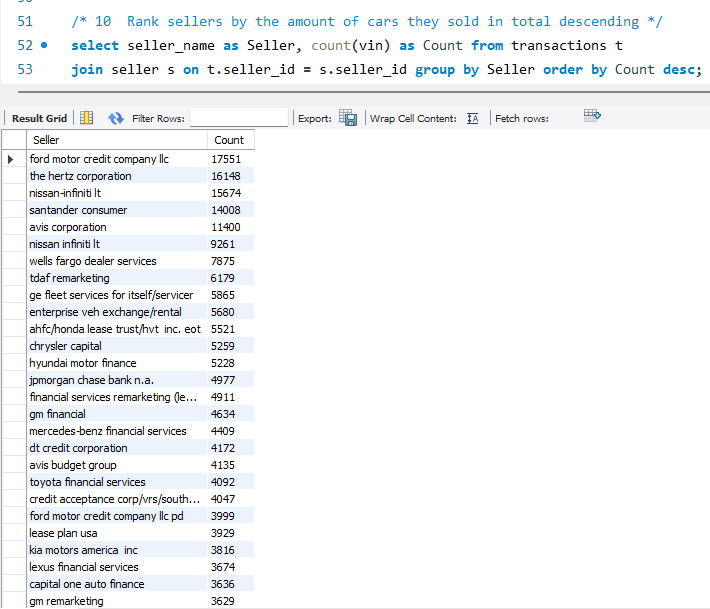 51 /* 10  Rank sellers by the amount of cars they sold in total descending */
52 select seller_name as Seller, count(vin) as Count from transactions t
53 join seller s on t.seller_id = s.seller_id group by Seller order by Count desc;
Result Grid Filter Rows: Export: Wrap Cell Content: IA Fetch rows:
Seller Count
ford motor credit company llc 17551
the hertz corporation 16148
nissan-infiniti lt 15674
santander consumer 14008
avis corporation 11400
nissan infiniti lt 9261
wells fargo dealer services 7875
tdaf remarketing 6179
ge fleet services for itself/servicer 5865
enterprise veh exchange/rental 5680
ahfc/honda lease trust/hvt  inc. eot 5521
chrysler capital 5259
hyundai motor finance 5228
jpmorgan chase bank n.a. 4977
financial services remarketing (le... 4911
gm financial 4634
mercedes-benz financial services 4409
dt credit corporation 4172
avis budget group 4135
toyota financial services 4092
credit acceptance corp/vrs/south... 4047
ford motor credit company llc pd 3999
lease plan usa 3929
kia motors america  inc 3816
lexus financial services 3674
capital one auto finance 3636
gm remarketing 3629